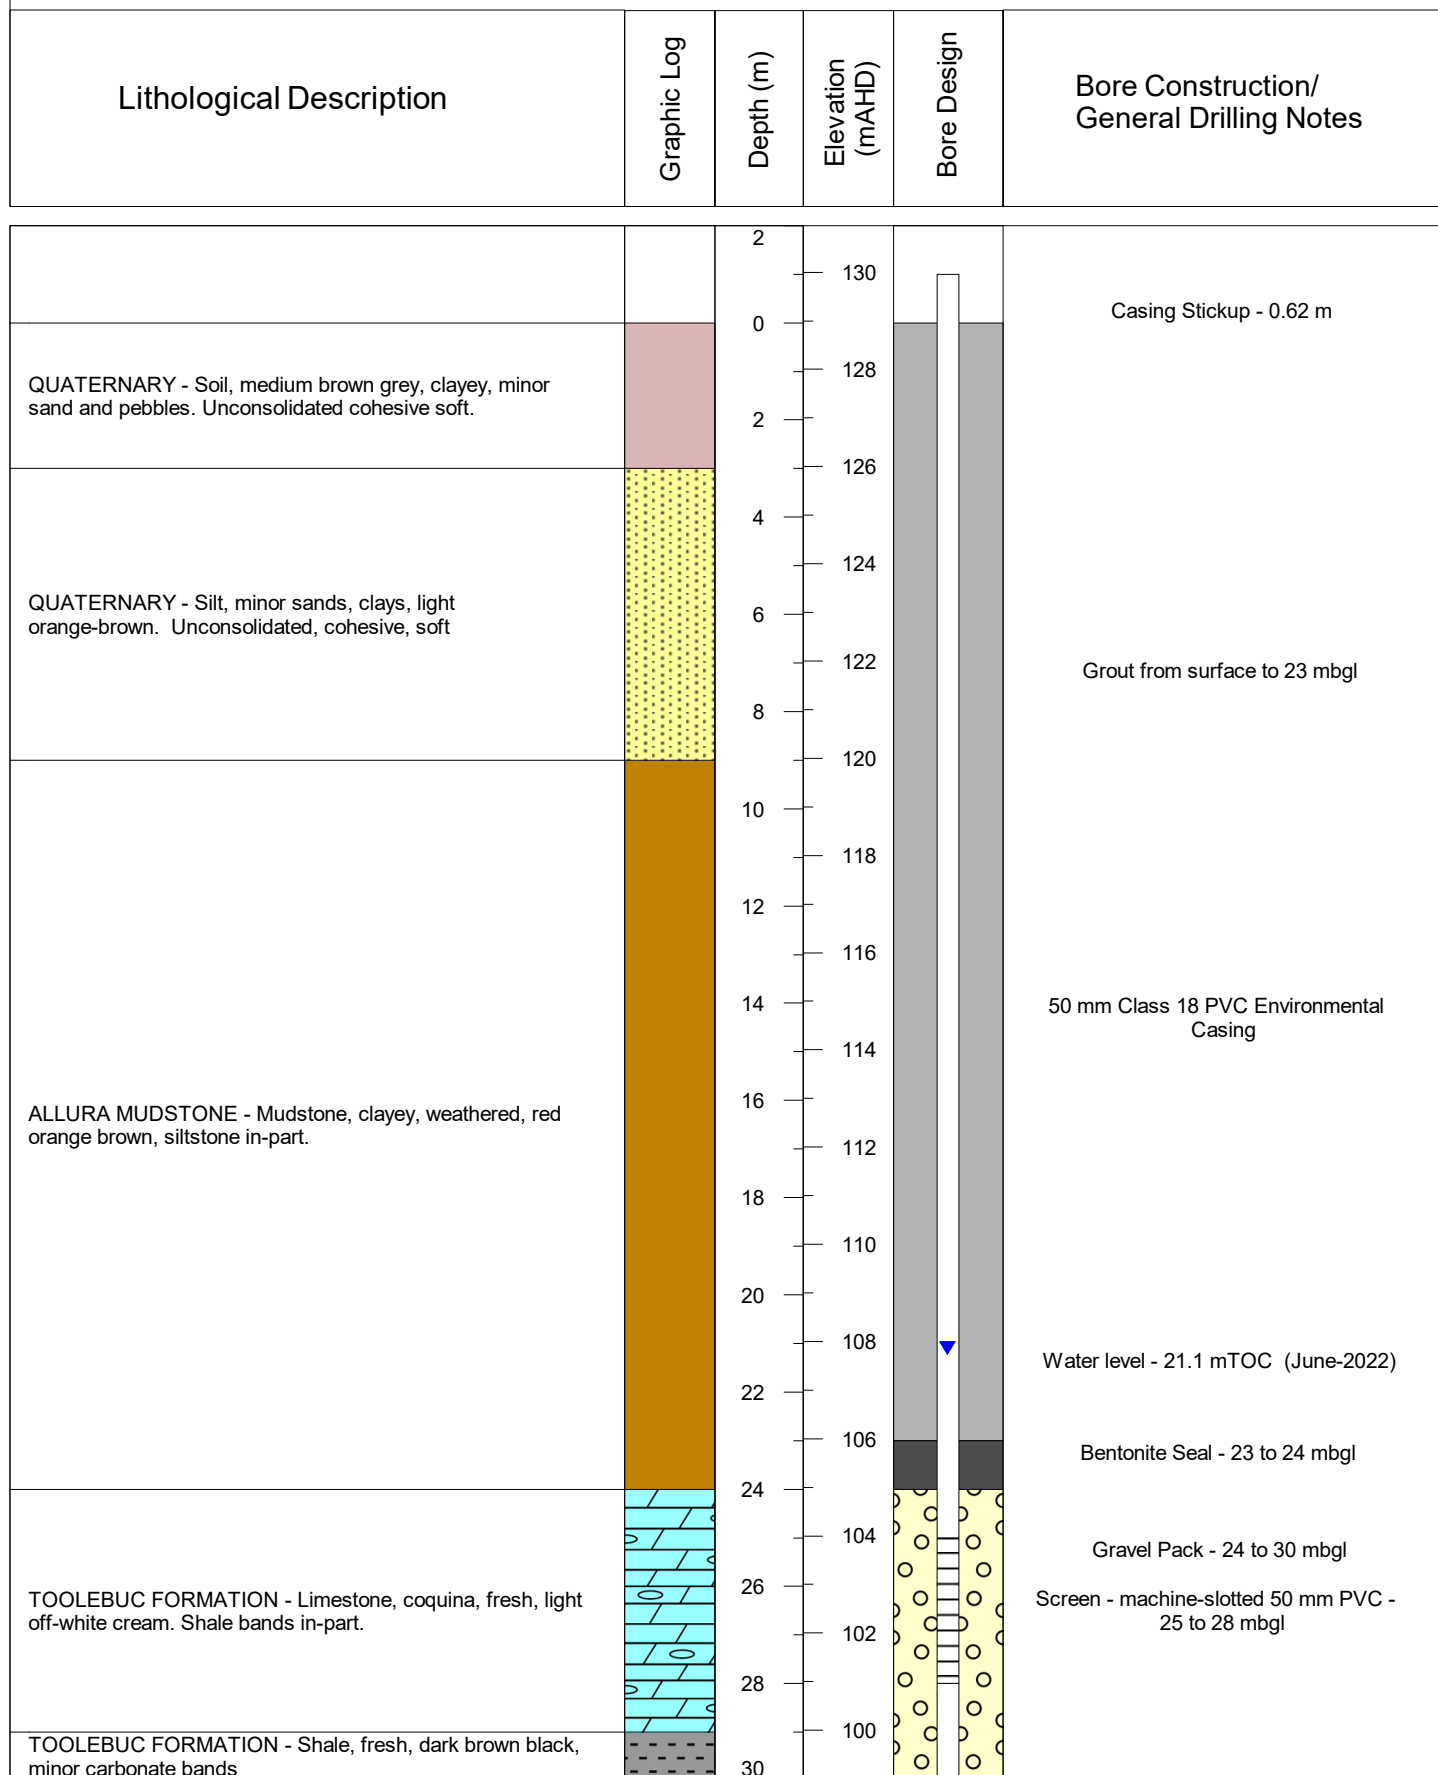 Lithological Description
Graphic Log
Depth (m)
Elevation
(mAHD)
Bore Design
Bore Construction/
General Drilling Notes
2
130
Casing Stickup - 0.62 m
0
128
QUATERNARY - Soil, medium brown grey, clayey, minor
sand and pebbles. Unconsolidated cohesive soft.
2
126
4
124
QUATERNARY - Silt, minor sands, clays, light
orange-brown.  Unconsolidated, cohesive, soft
6
122
Grout from surface to 23 mbgl
8
120
10
118
12
116
14
50 mm Class 18 PVC Environmental
Casing
114
16
ALLURA MUDSTONE - Mudstone, clayey, weathered, red
orange brown, siltstone in-part.
112
18
110
20
108
Water level - 21.1 mTOC  (June-2022)
22
106
Bentonite Seal - 23 to 24 mbgl
24
104
Gravel Pack - 24 to 30 mbgl
26
TOOLEBUC FORMATION - Limestone, coquina, fresh, light
off-white cream. Shale bands in-part.
Screen - machine-slotted 50 mm PVC -
25 to 28 mbgl
102
28
100
TOOLEBUC FORMATION - Shale, fresh, dark brown black,
minor carbonate bands
30